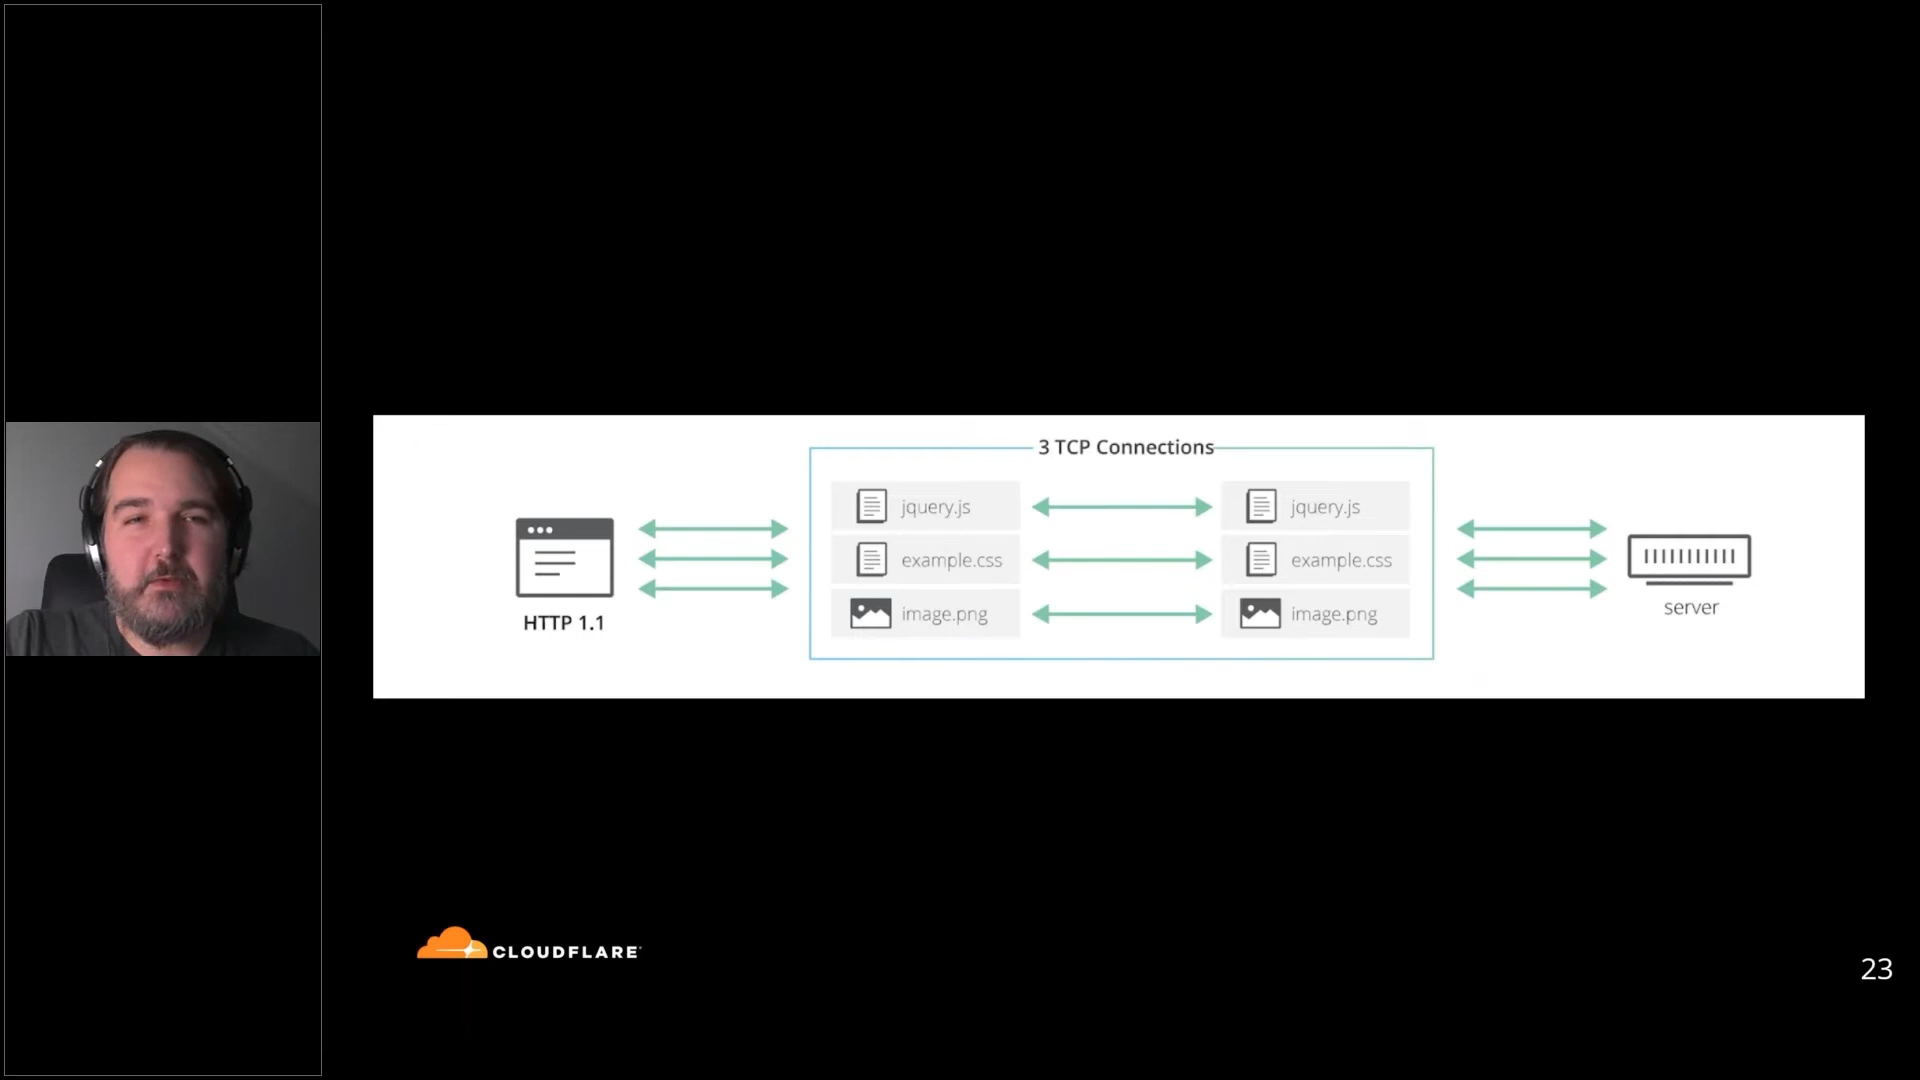 3 TCP Connections
jquery.js
jquery.js
example.css
example.css
image.png
image.png
HTTP 1.1
server
CLOUDFLARE
23